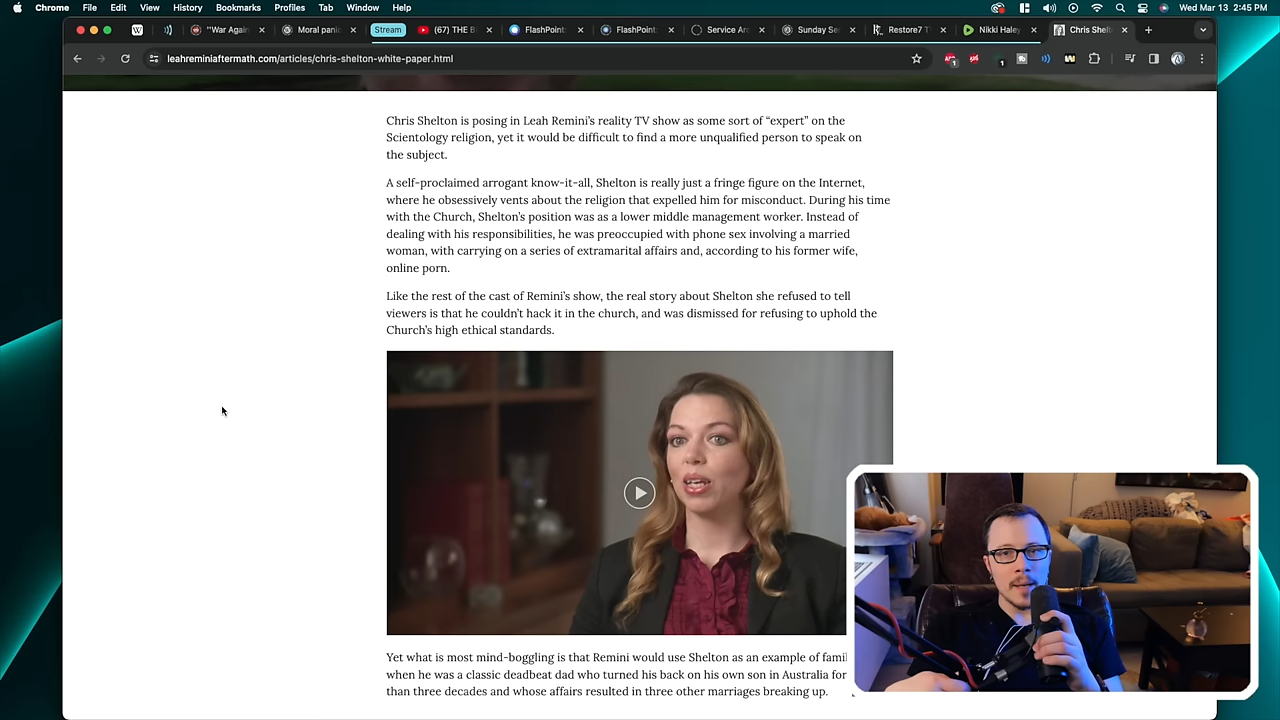 Chrome File Edit View History Bookmarks Profiles Tab Window Help Wed Mar 13 2:45 PM
"War Again Moral panic Stream (67) THE B FlashPoint: FlashPoint: Service Ar Sunday Se Restore7 T Nikki Haley Chris Shelt
leahreminiaftermath.com/articles/chris-shelton-white-paper.html
Chris Shelton is posing in Leah Remini's reality TV show as some sort of “expert” on the
Scientology religion, yet it would be difficult to find a more unqualified person to speak on
the subject.
A self-proclaimed arrogant know-it-all, Shelton is really just a fringe figure on the Internet,
where he obsessively vents about the religion that expelled him for misconduct. During his time
with the Church, Shelton's position was as a lower middle management worker. Instead of
dealing with his responsibilities, he was preoccupied with phone sex involving a married
woman, with carrying on a series of extramarital affairs and, according to his former wife,
online porn.
Like the rest of the cast of Remini's show, the real story about Shelton she refused to tell
viewers is that he couldn't hack it in the church, and was dismissed for refusing to uphold the
Church's high ethical standards.
Yet what is most mind-boggling is that Remini would use Shelton as an example of famil
when he was a classic deadbeat dad who turned his back on his own son in Australia for
than three decades and whose affairs resulted in three other marriages breaking up.